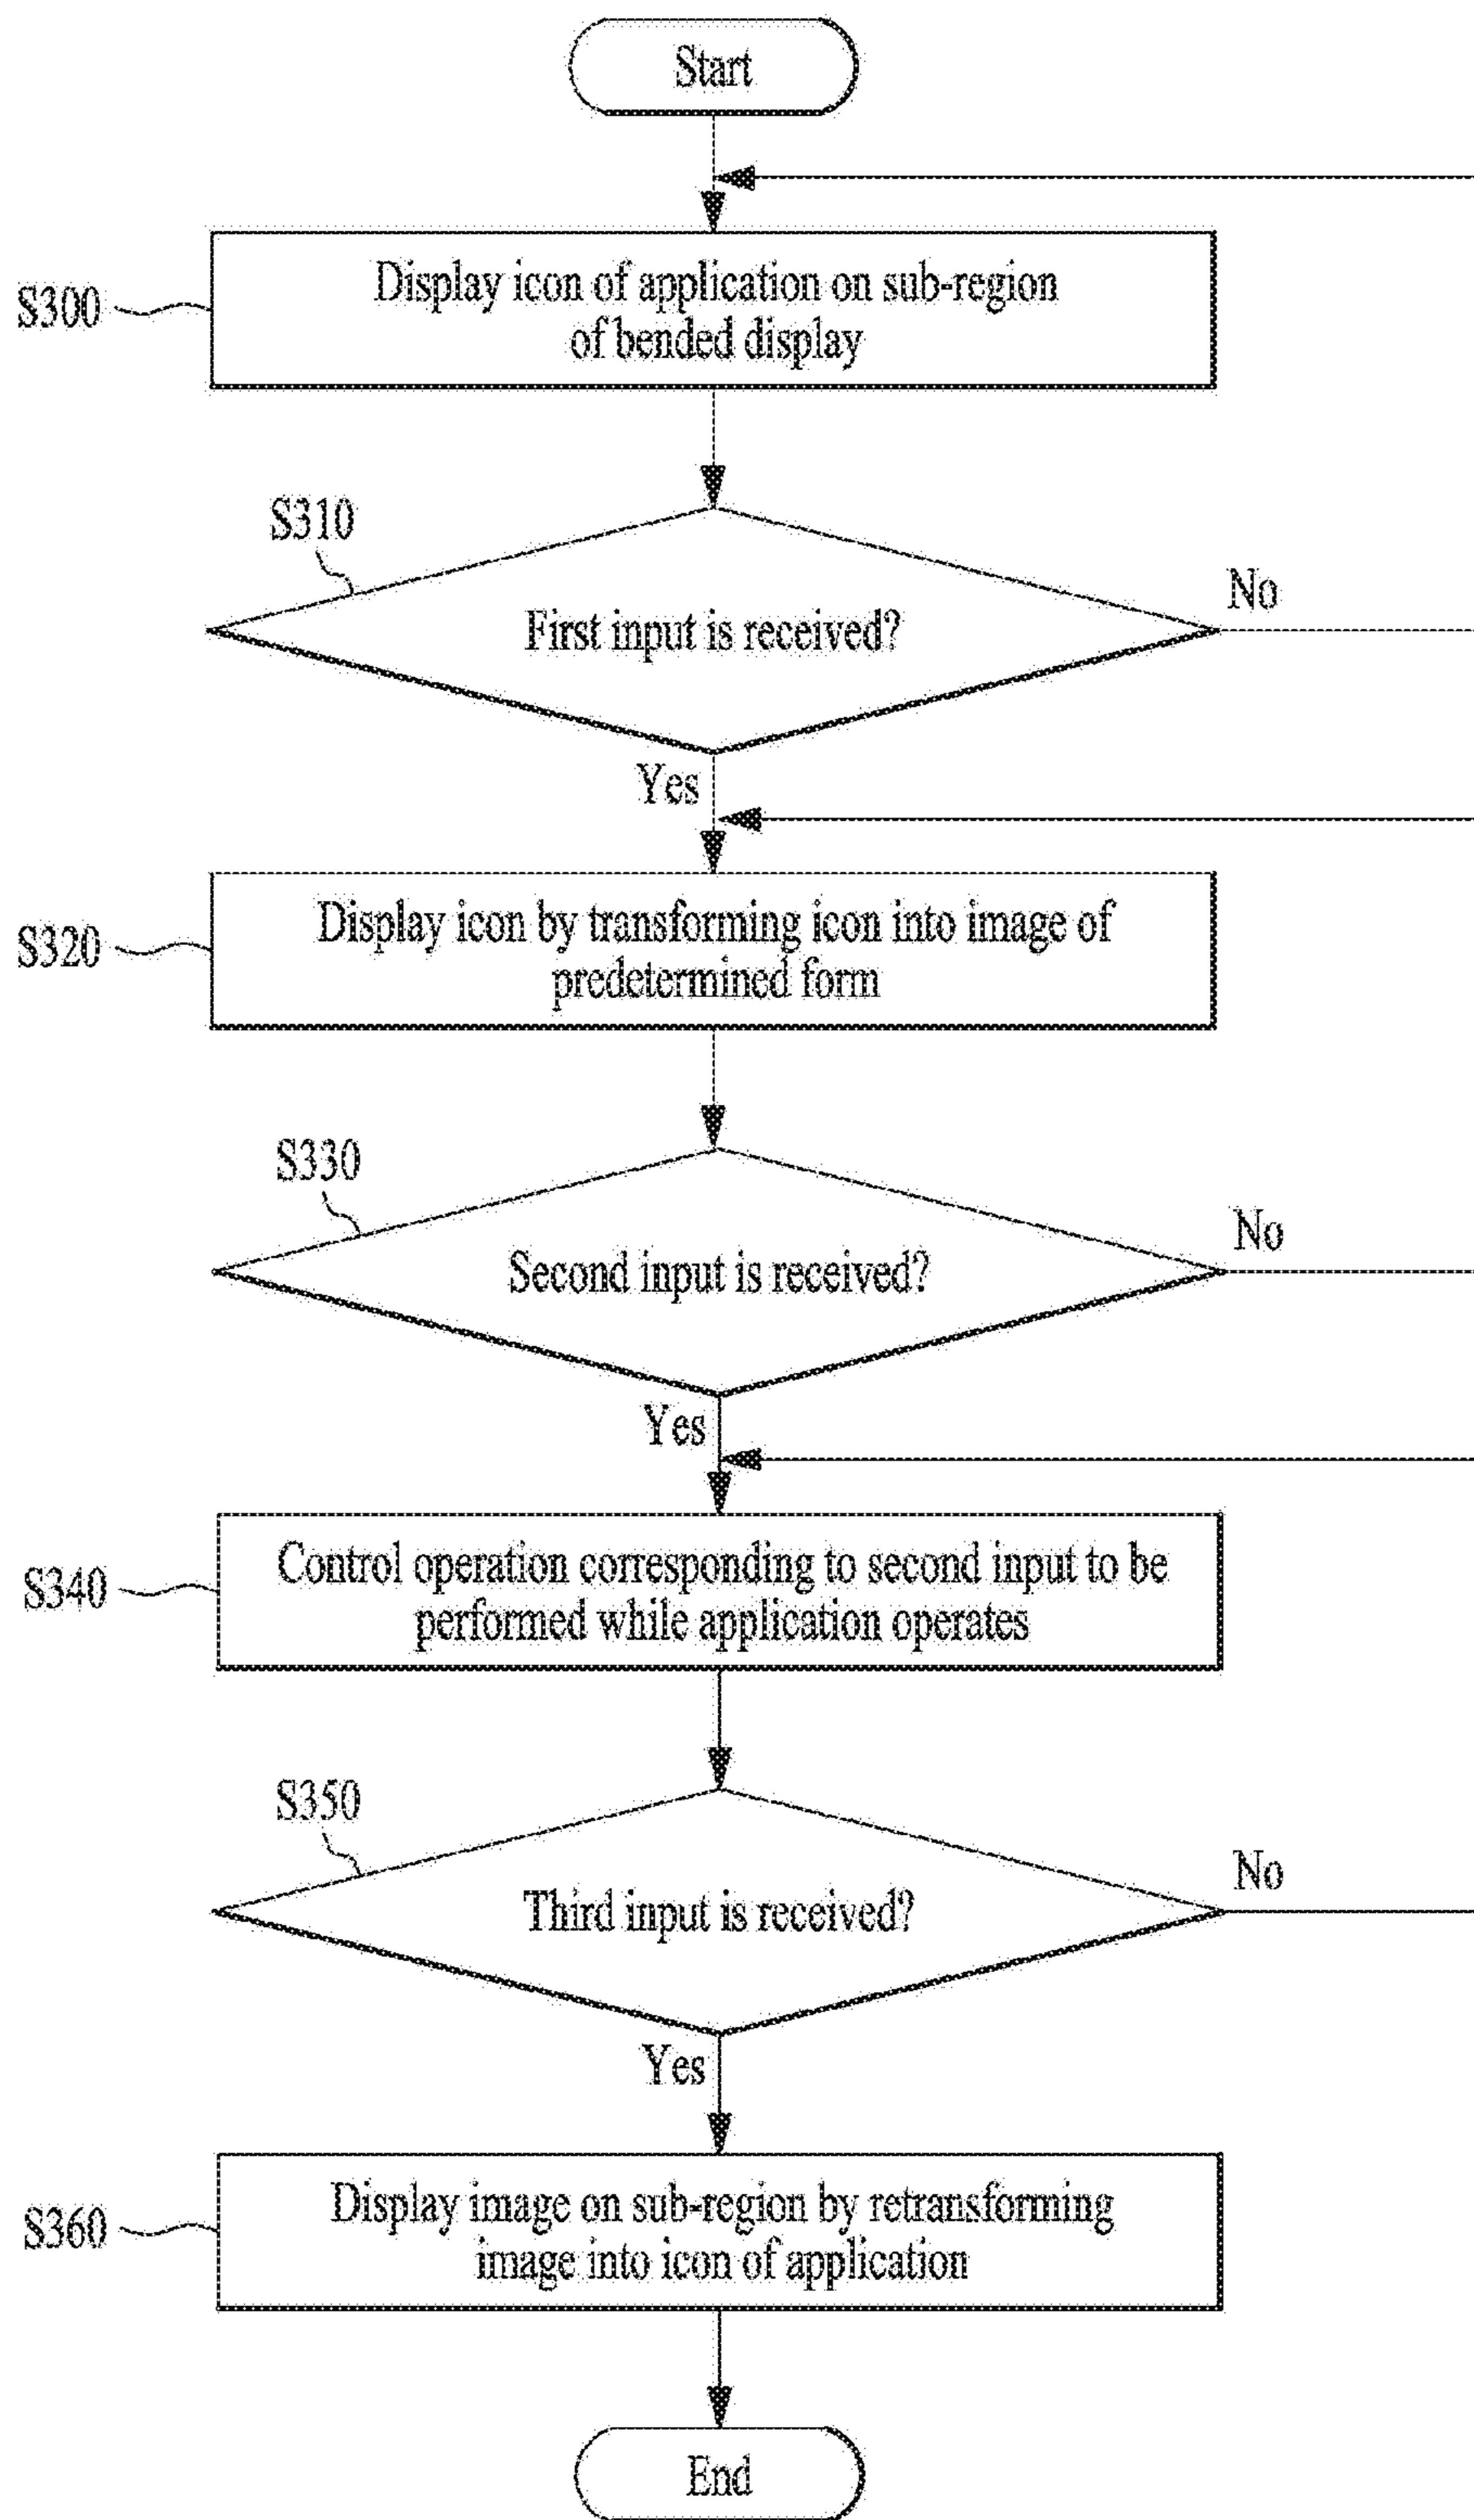 Start
S300
Display icon of application on sub-region
of bended display
S310
First input is received?
No
Yes
S320
Display icon by transforming icon into image of
predetermined form
S330
Second input is received?
No
Yes
S340
Control operation corresponding to second input to be
performed while application operates
S350
Third input is received?
No
Yes
S360
Display image on sub-region by retransforming
image into icon of application
End